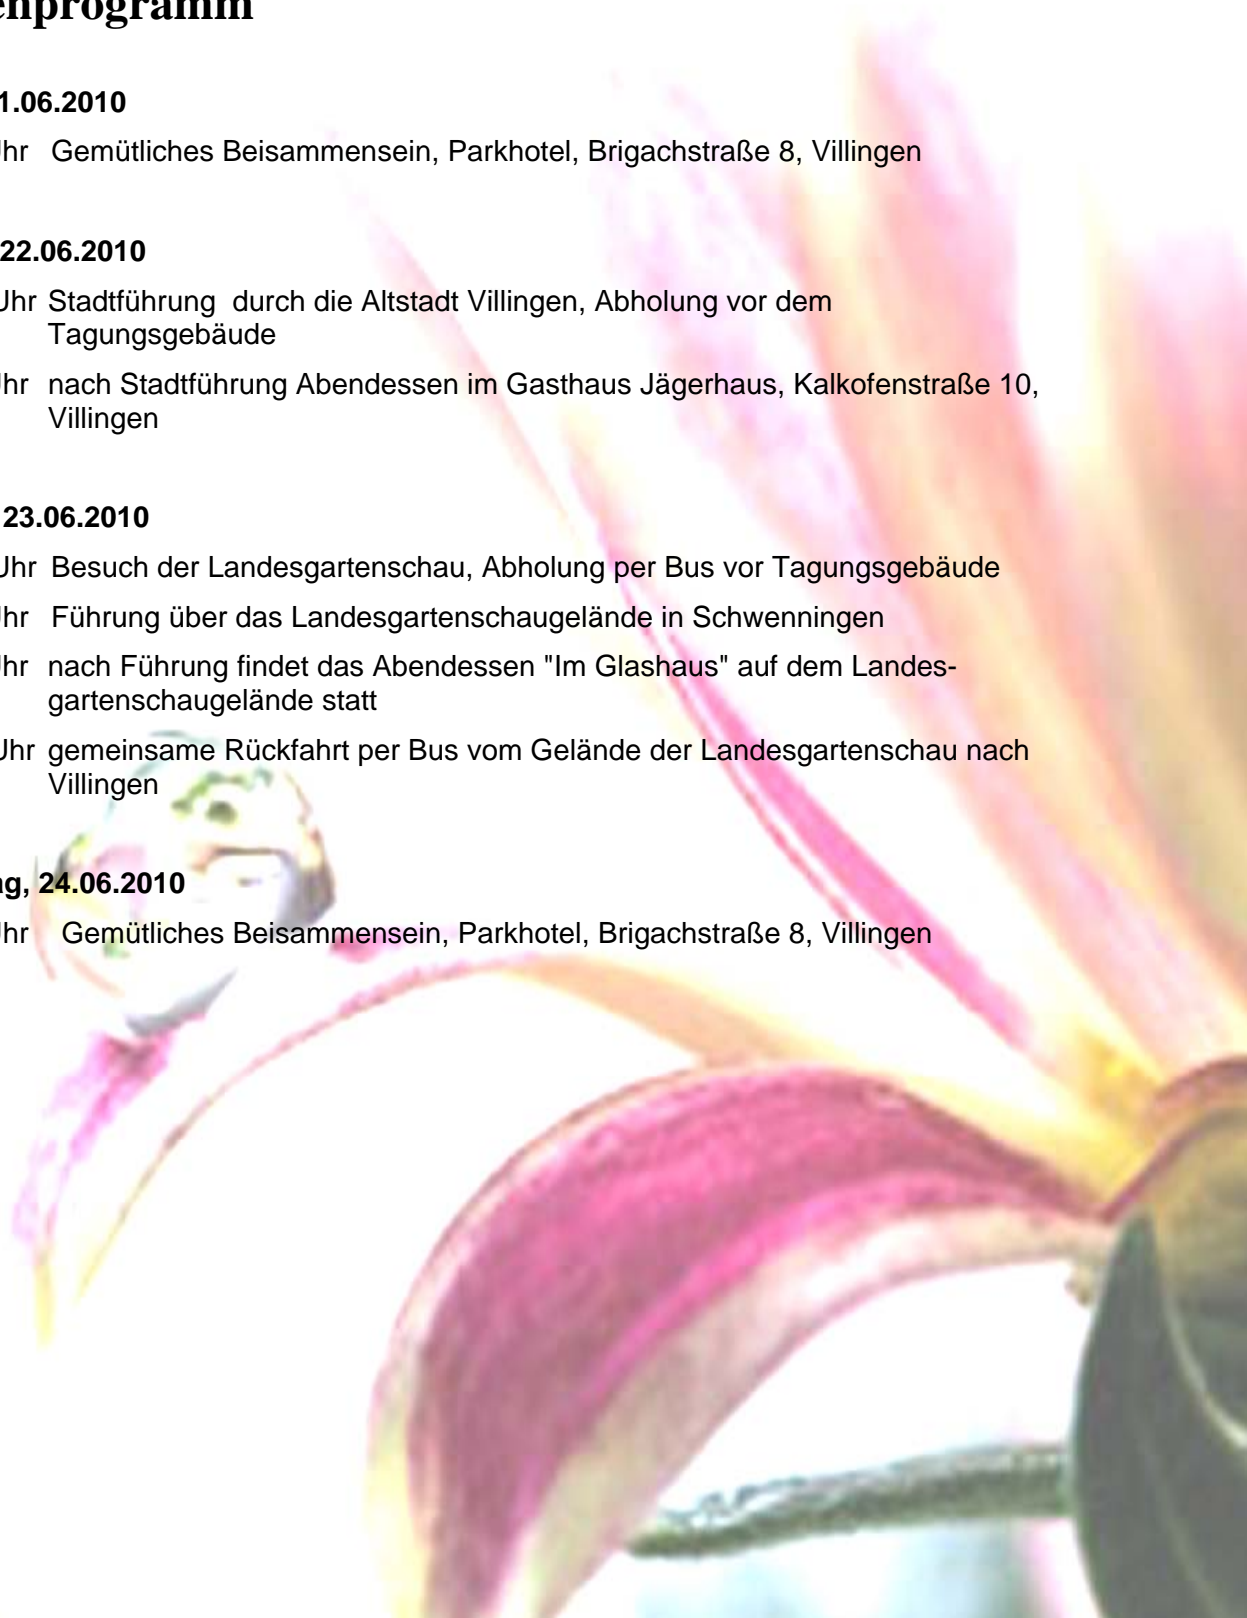 enprogramm
1.06.2010
Uhr Gemütliches Beisammensein, Parkhotel, Brigachstraße 8, Villingen
22.06.2010
Uhr Stadtführung durch die Altstadt Villingen, Abholung vor dem
Tagungsgebäude
Uhr nach Stadtführung Abendessen im Gasthaus Jägerhaus, Kalkofenstraße 10,
Villingen
23.06.2010
Uhr Besuch der Landesgartenschau, Abholung per Bus vor Tagungsgebäude
Uhr Führung über das Landesgartenschaugelände in Schwenningen
Uhr nach Führung findet das Abendessen "Im Glashaus" auf dem Landes-
gartenschaugelände statt
Uhr gemeinsame Rückfahrt per Bus vom Gelände der Landesgartenschau nach
Villingen
ag, 24.06.2010
Uhr Gemütliches Beisammensein, Parkhotel, Brigachstraße 8, Villingen